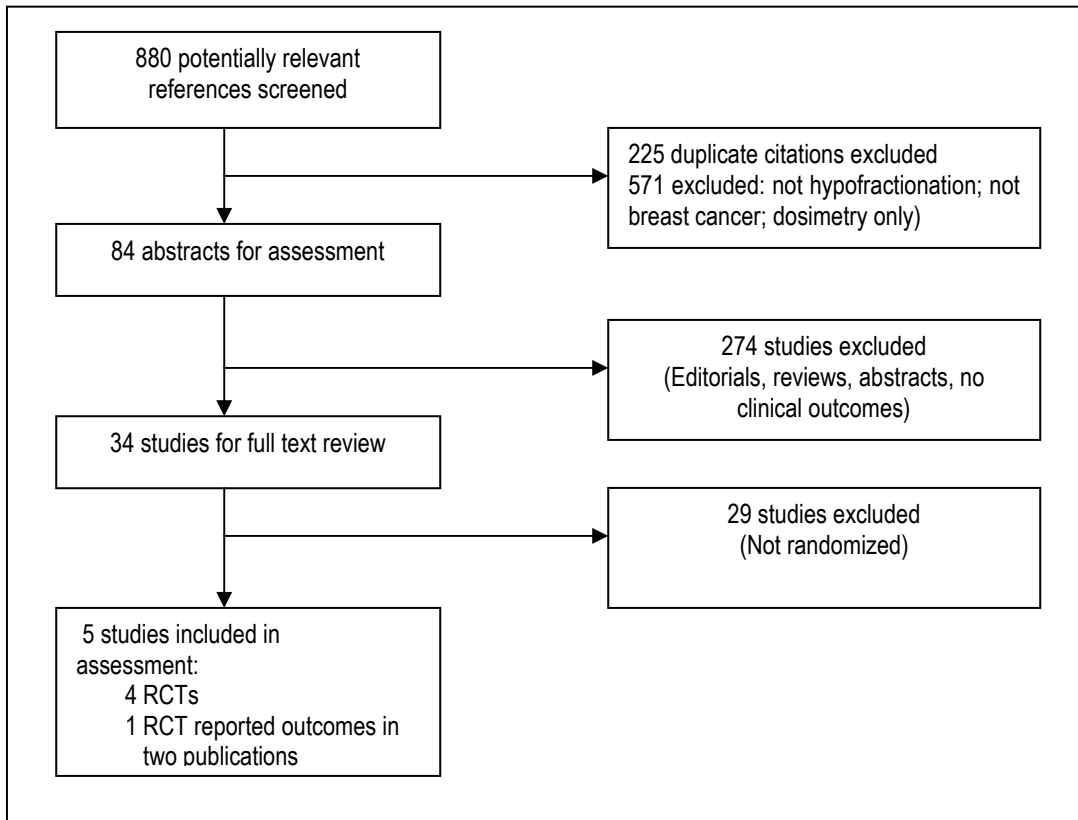 880 potentially relevant
references screened
225 duplicate citations excluded
571 excluded: not hypofractionation; not
breast cancer; dosimetry only)
84 abstracts for assessment
274 studies excluded
(Editorials, reviews, abstracts, no
clinical outcomes)
34 studies for full text review
29 studies excluded
(Not randomized)
5 studies included in
assessment:
4 RCTs
1 RCT reported outcomes in
two publications